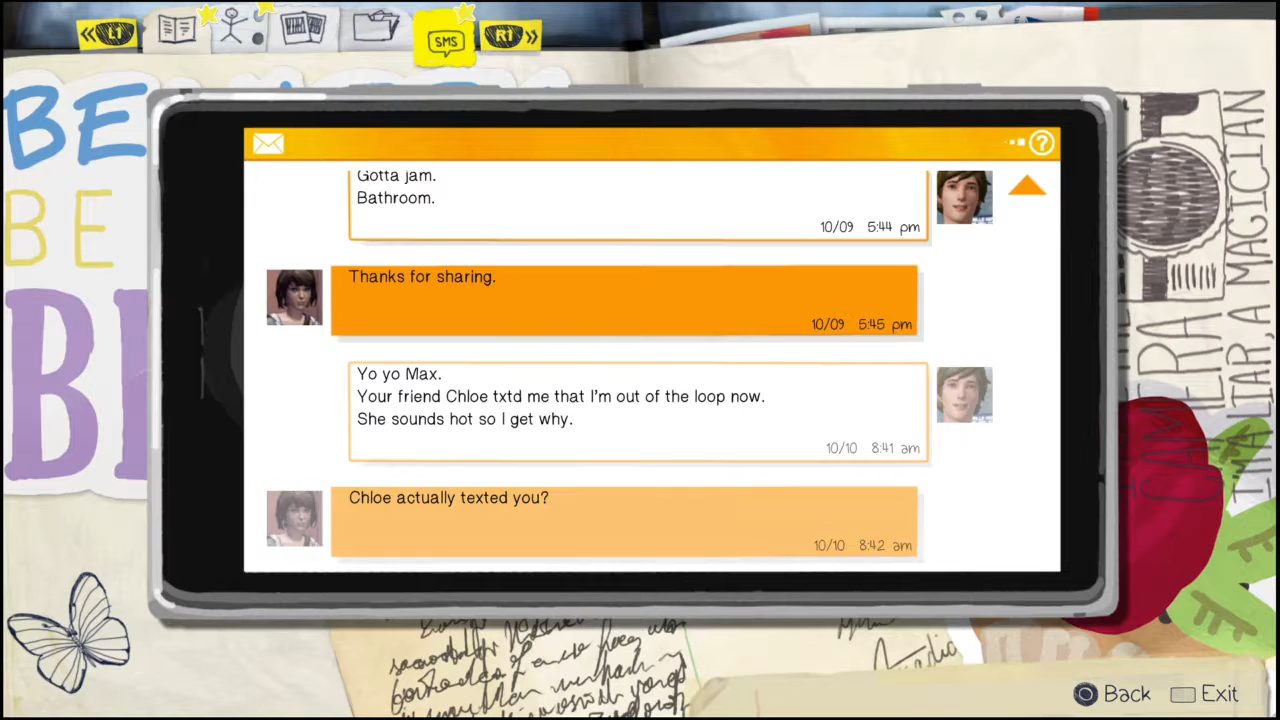 L1
SMS
R1
Gotta jam.
Bathroom.
10/09 5:44 pm
Thanks for sharing.
10/09 5:45 pm
Yo yo Max.
Your friend Chloe txtd me that I'm out of the loop now.
She sounds hot so I get why.
10/10 8:41 am
Chloe actually texted you?
10/10 8:42 am
?
BE
BE
CAMERA
LIAR, A MAGICIAN
Back
Exit